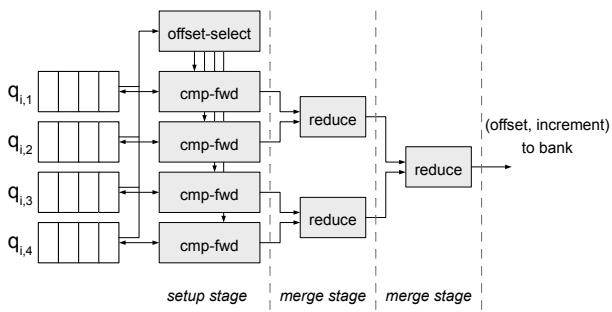 offset-select
q i,1
cmp-fwd
q i,2
cmp-fwd
q i,3
cmp-fwd
q i,4
cmp-fwd
reduce
reduce
reduce
(offset, increment)
to bank
setup stage
merge stage
merge stage